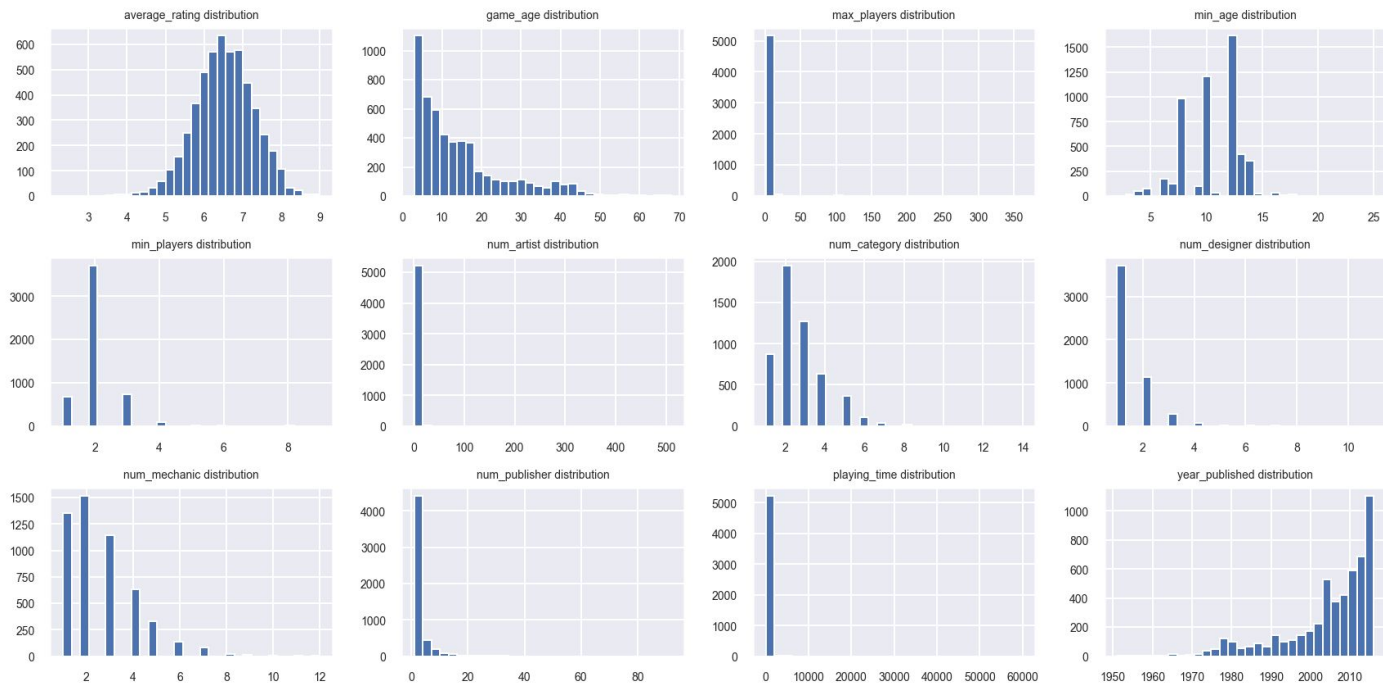 average_rating distribution
600
500
400
300
200
100
0
3 4 5 6 7 8 9
game_age distribution
1000
800
600
400
200
0
0 10 20 30 40 50 60 70
max_players distribution
5000
4000
3000
2000
1000
0
0 50 100 150 200 250 300 350
min_age distribution
1500
1250
1000
750
500
250
0
5 10 15 20 25
min_players distribution
3000
2000
1000
0
2 4 6 8
num_artist distribution
5000
4000
3000
2000
1000
0
0 100 200 300 400 500
num_category distribution
2000
1500
1000
500
0
2 4 6 8 10 12 14
num_designer distribution
3000
2000
1000
0
2 4 6 8 10
num_mechanic distribution
1500
1250
1000
750
500
250
0
2 4 6 8 10 12
num_publisher distribution
4000
3000
2000
1000
0
0 20 40 60 80
playing_time distribution
5000
4000
3000
2000
1000
0
0 10000 20000 30000 40000 50000 60000
year_published distribution
1000
800
600
400
200
0
1950 1960 1970 1980 1990 2000 2010